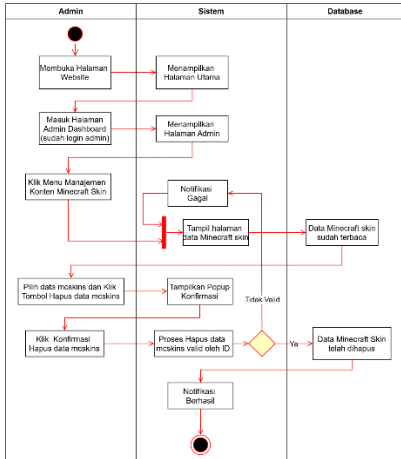 Admin
Sistem
Database
Membuka Halaman
Website
Menampilkan
Halaman Utama
Masuk Halaman
Admin Dashboard
(sudah login admin)
Menampilkan
Halaman Admin
Klik Menu Manajemen
Konten Minecraft Skin
Notifikasi
Gagal
Tampil halaman
data Minecraft skin
Data Minecraft skin
sudah terbaca
Pilih data mcskins dan Klik
Tombol Hapus data mcskins
Tampilkan Popup
Konfirmasi
Tidak Valid
Klik Konfirmasi
Hapus data mcskins
Proses Hapus data
mcskins valid oleh ID
Ya
Data Minecraft Skin
telah dihapus
Notifikasi
Berhasil